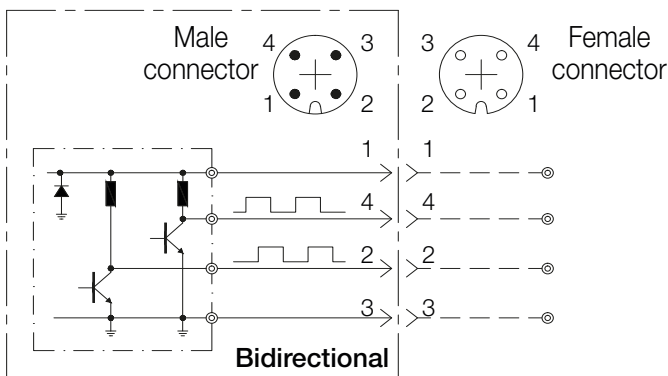 Male
connector
4 3
1 2
3 4
2 1
Female
connector
1 1
4 4
2 2
3 3
Bidirectional